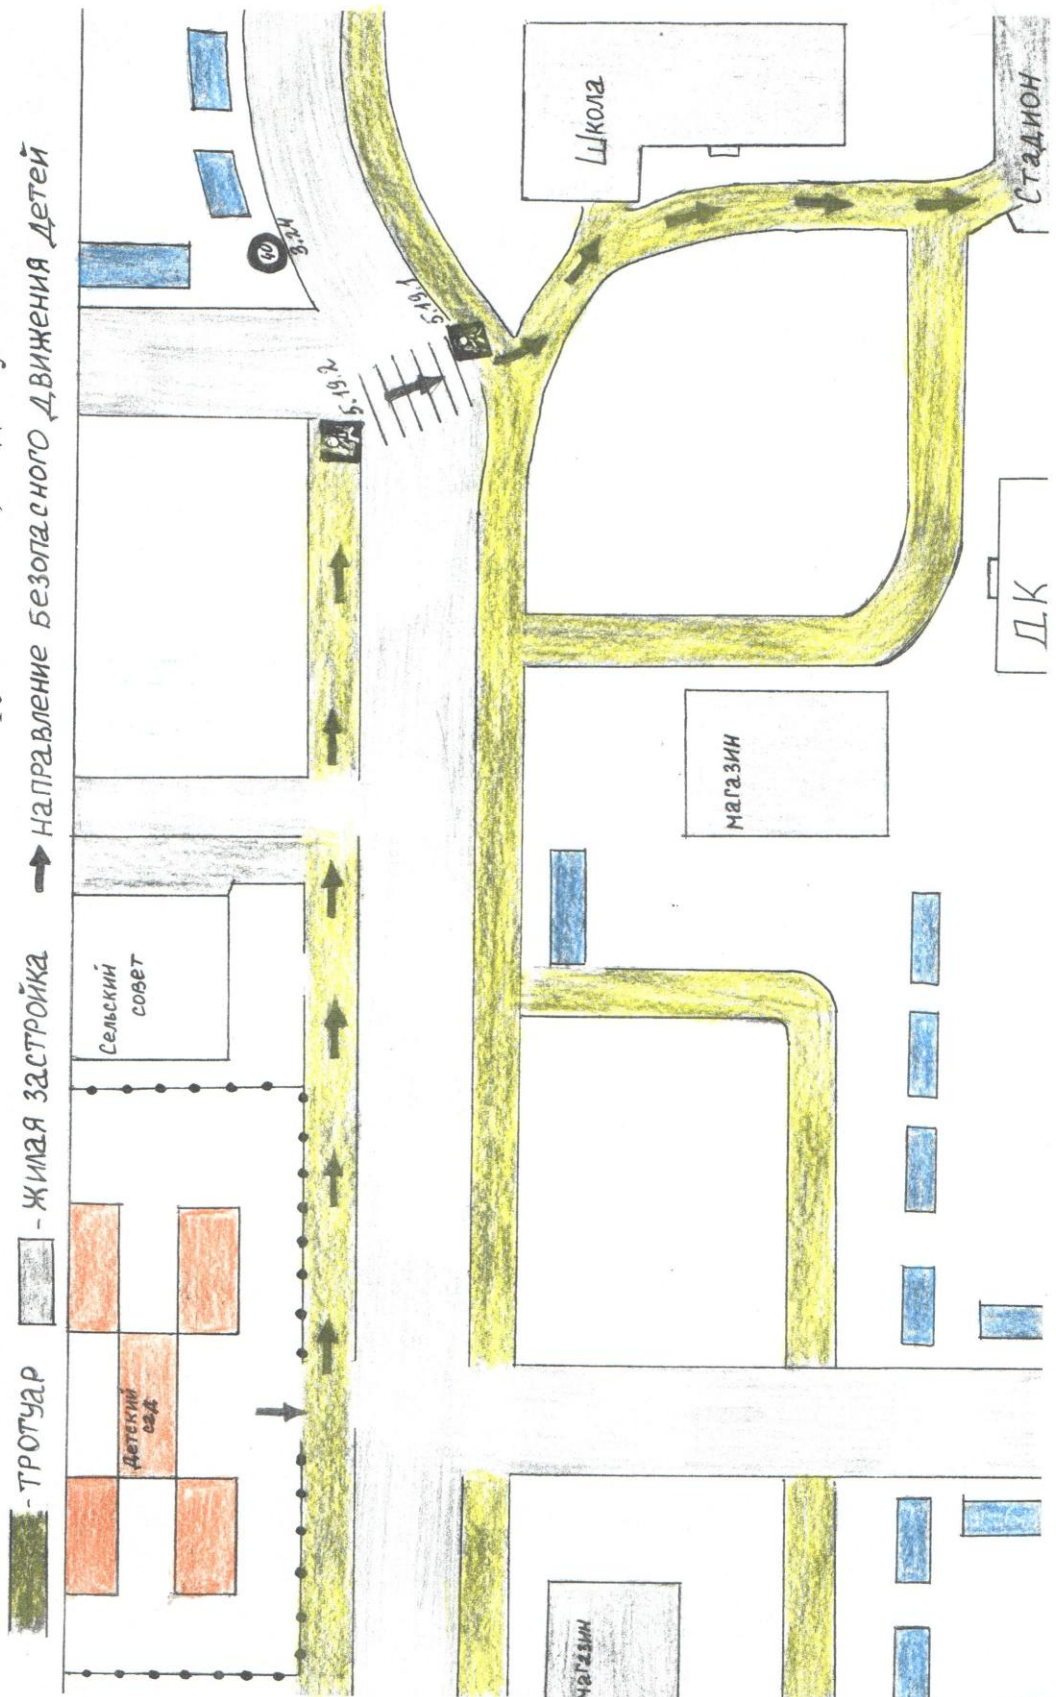 - ТРОТУАР
- жилая застройка
направление безопасного движения детей
Детский
сад
Сельский
совет
5.19.2
5.19.1
40
3.24
Школа
Стадион
магазин
магазин
Д.К